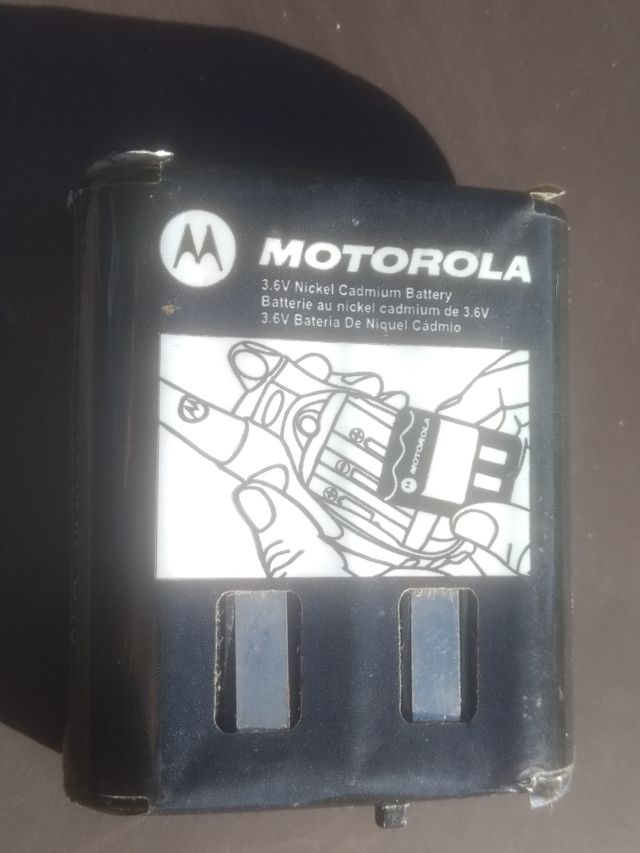 MOTOROLA
3.6V Nickel Cadmium Battery
Batterie au nickel cadmium de 3.6V
3.6V Bateria De Niquel Cádmio
MOTOROLA